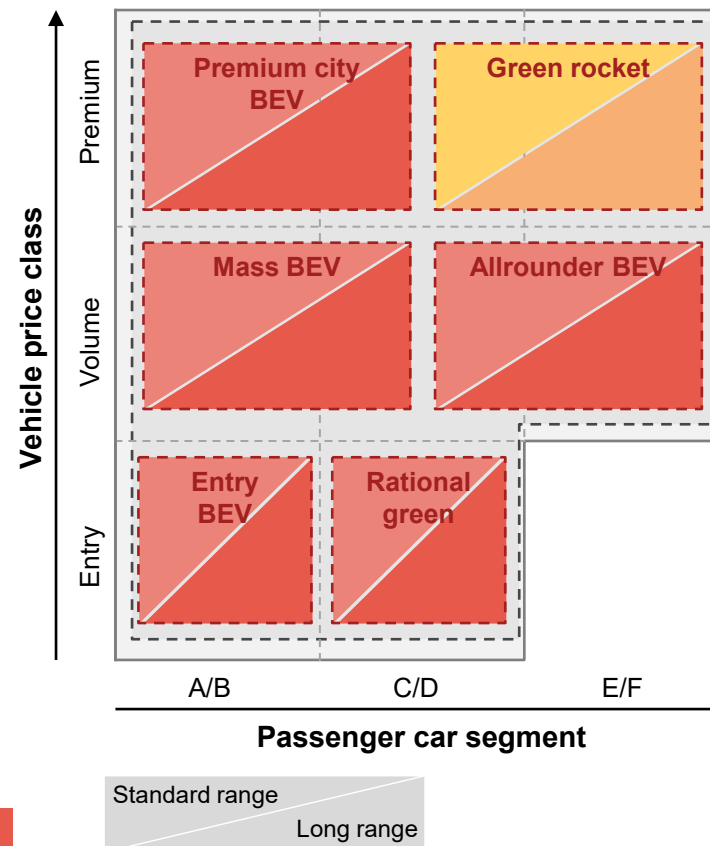 Vehicle price class
Premium
Premium city
BEV
Green rocket
Volume
Mass BEV
Allrounder BEV
Entry
Entry
BEV
Rational
green
A/B
C/D
E/F
Passenger car segment
Standard range
Long range